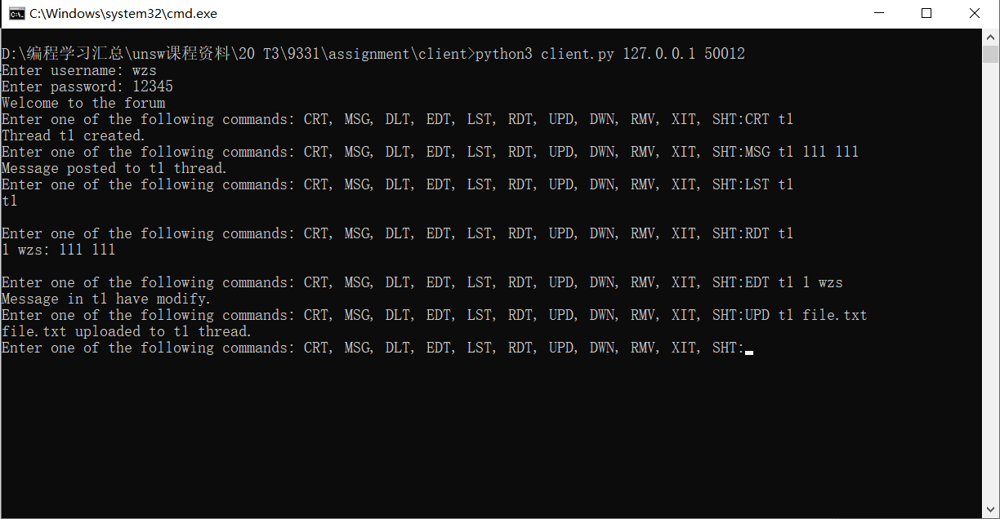 C:\Windows\system32\cmd.exe
D:\编程学习汇总\unsw课程资料\20 T3\9331\assignment\client>python3 client.py 127.0.0.1 50012
Enter username: wzs
Enter password: 12345
Welcome to the forum
Enter one of the following commands: CRT, MSG, DLT, EDT, LST, RDT, UPD, DWN, RMV, XIT, SHT:CRT t1
Thread t1 created.
Enter one of the following commands: CRT, MSG, DLT, EDT, LST, RDT, UPD, DWN, RMV, XIT, SHT:MSG t1 111 111
Message posted to t1 thread.
Enter one of the following commands: CRT, MSG, DLT, EDT, LST, RDT, UPD, DWN, RMV, XIT, SHT:LST t1
t1
Enter one of the following commands: CRT, MSG, DLT, EDT, LST, RDT, UPD, DWN, RMV, XIT, SHT:RDT t1
1 wzs: 111 111
Enter one of the following commands: CRT, MSG, DLT, EDT, LST, RDT, UPD, DWN, RMV, XIT, SHT:EDT t1 1 wzs
Message in t1 have modify.
Enter one of the following commands: CRT, MSG, DLT, EDT, LST, RDT, UPD, DWN, RMV, XIT, SHT:UPD t1 file.txt
file.txt uploaded to t1 thread.
Enter one of the following commands: CRT, MSG, DLT, EDT, LST, RDT, UPD, DWN, RMV, XIT, SHT: